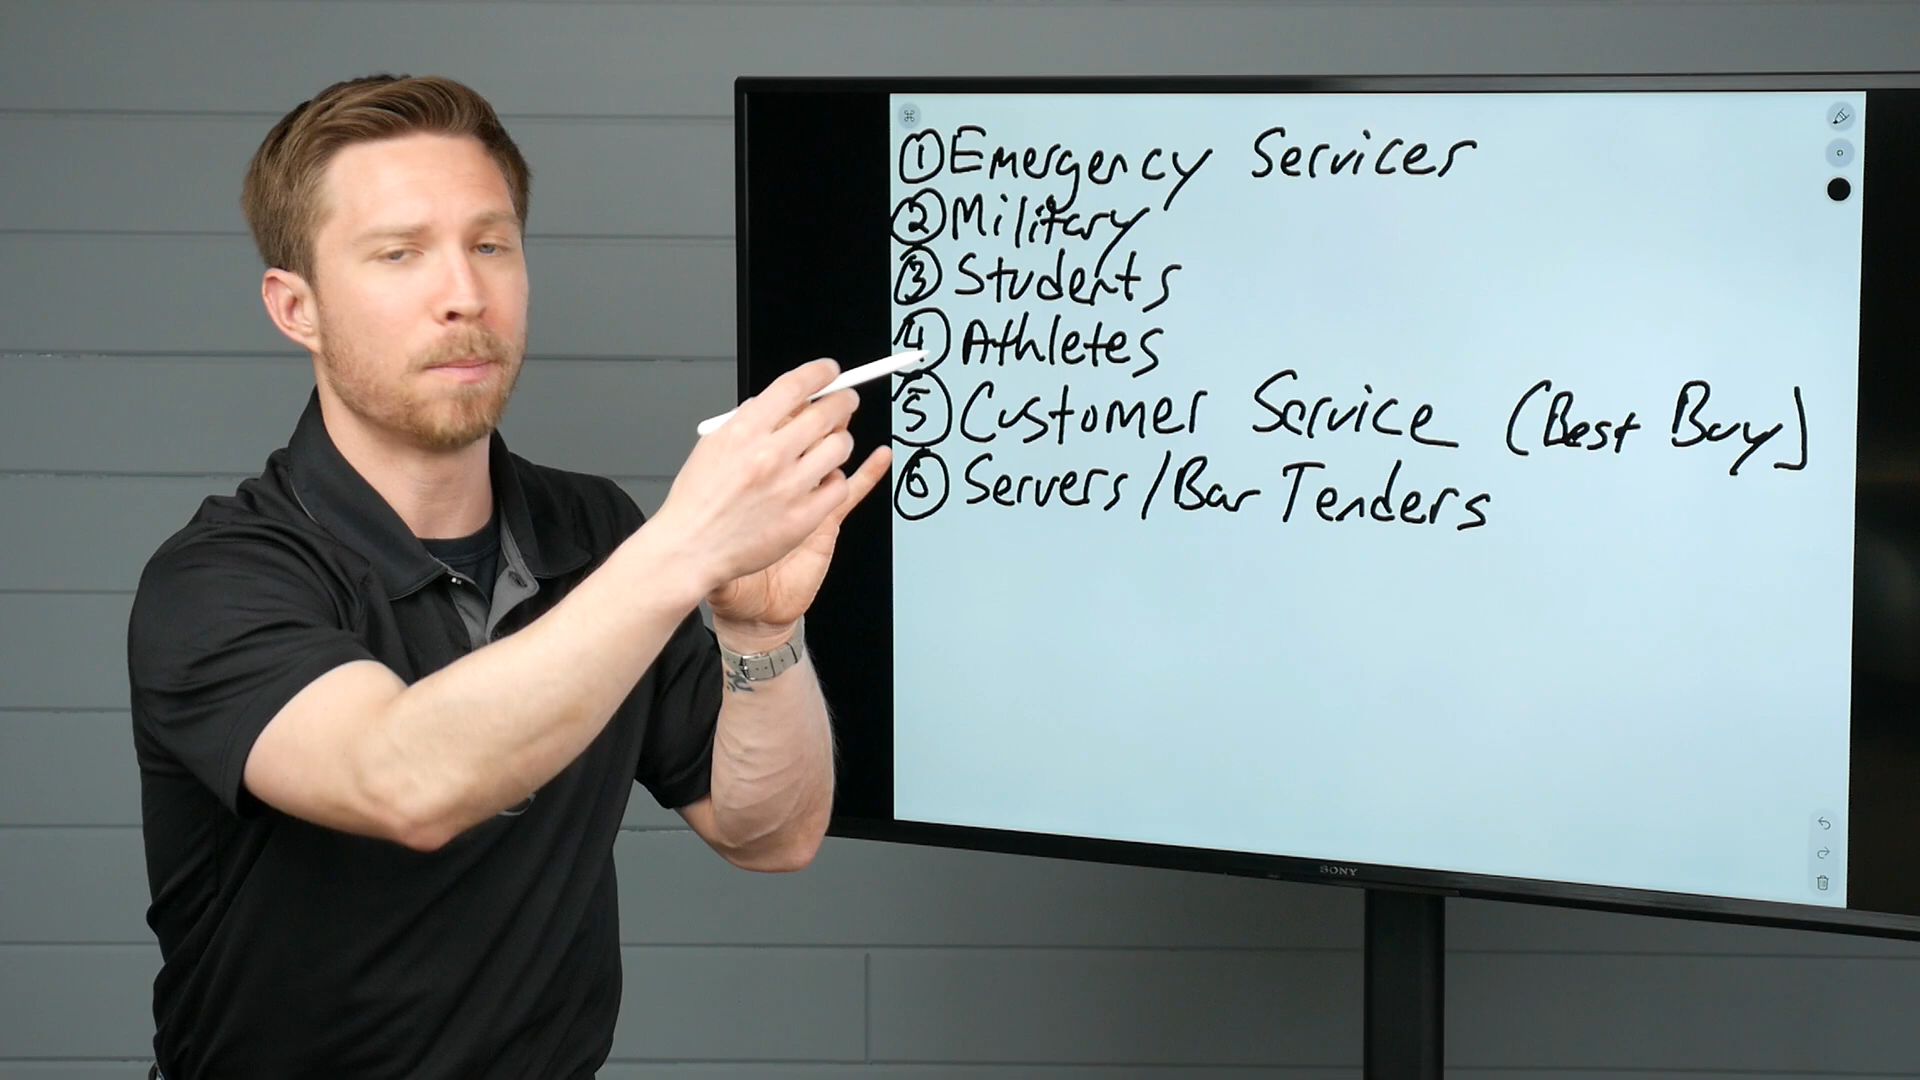 ①Emergency Services
②Military
③Students
④Athletes
⑤Customer Service (Best Buy]
⑥Servers/Bar Tenders
SONY